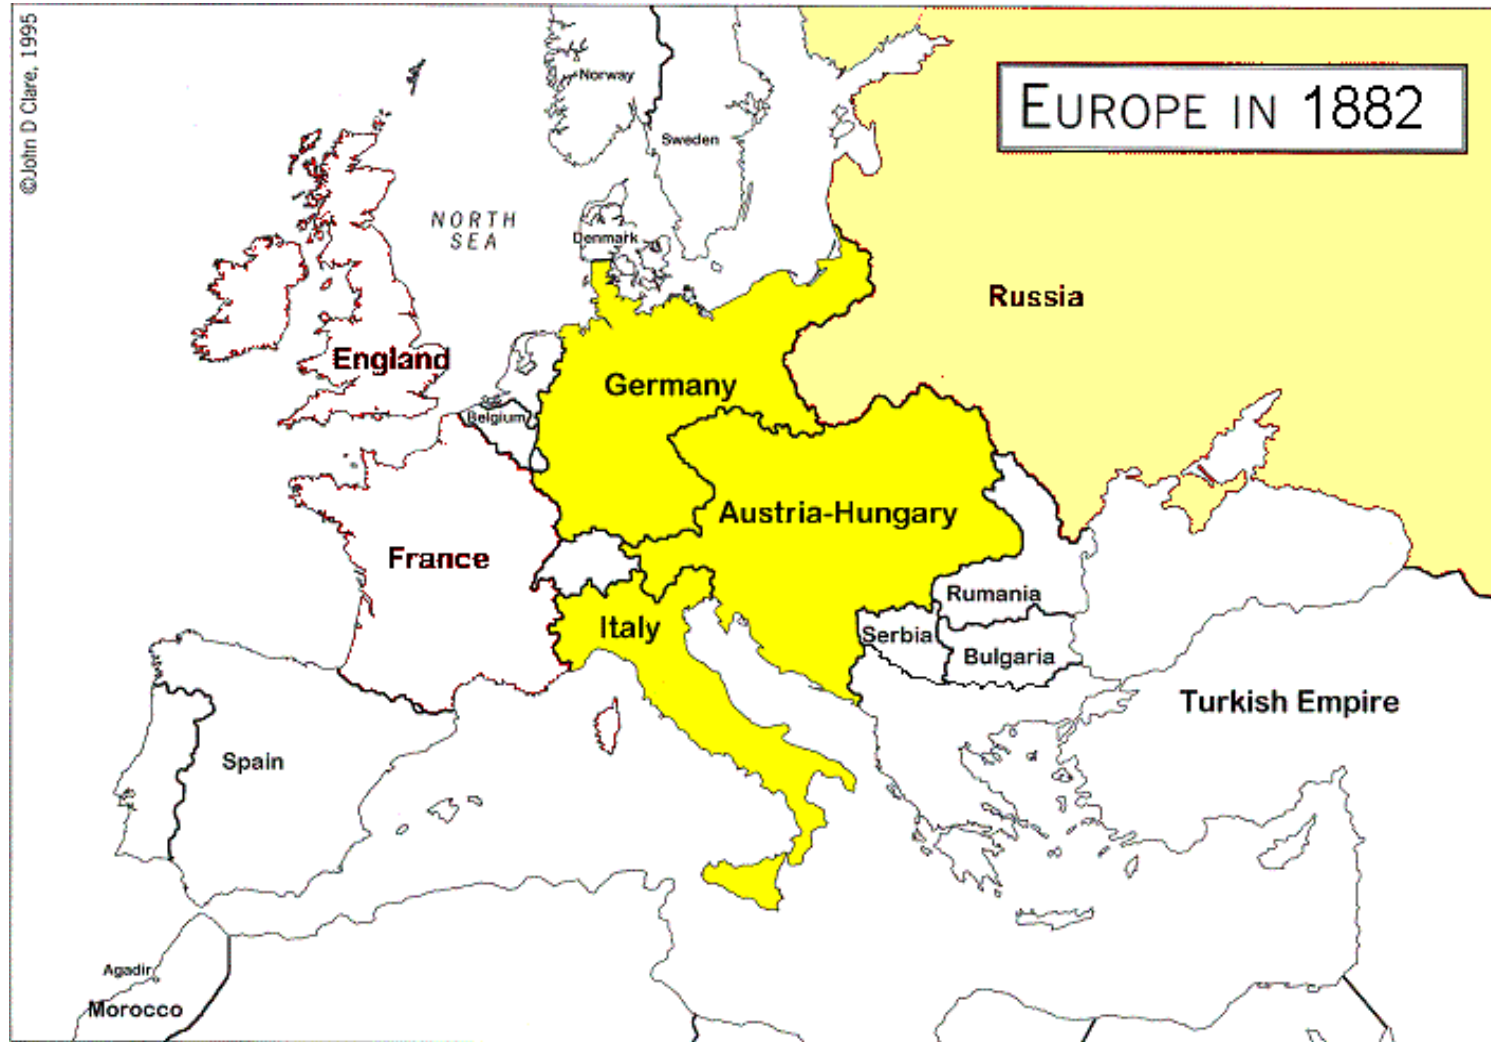 ©John D Clare, 1995
EUROPE IN 1882
Norway
Sweden
NORTH
SEA
Denmark
Russia
England
Germany
Belgium
Austria-Hungary
France
Rumania
Italy
Serbia
Bulgaria
Turkish Empire
Spain
Agadir
Morocco